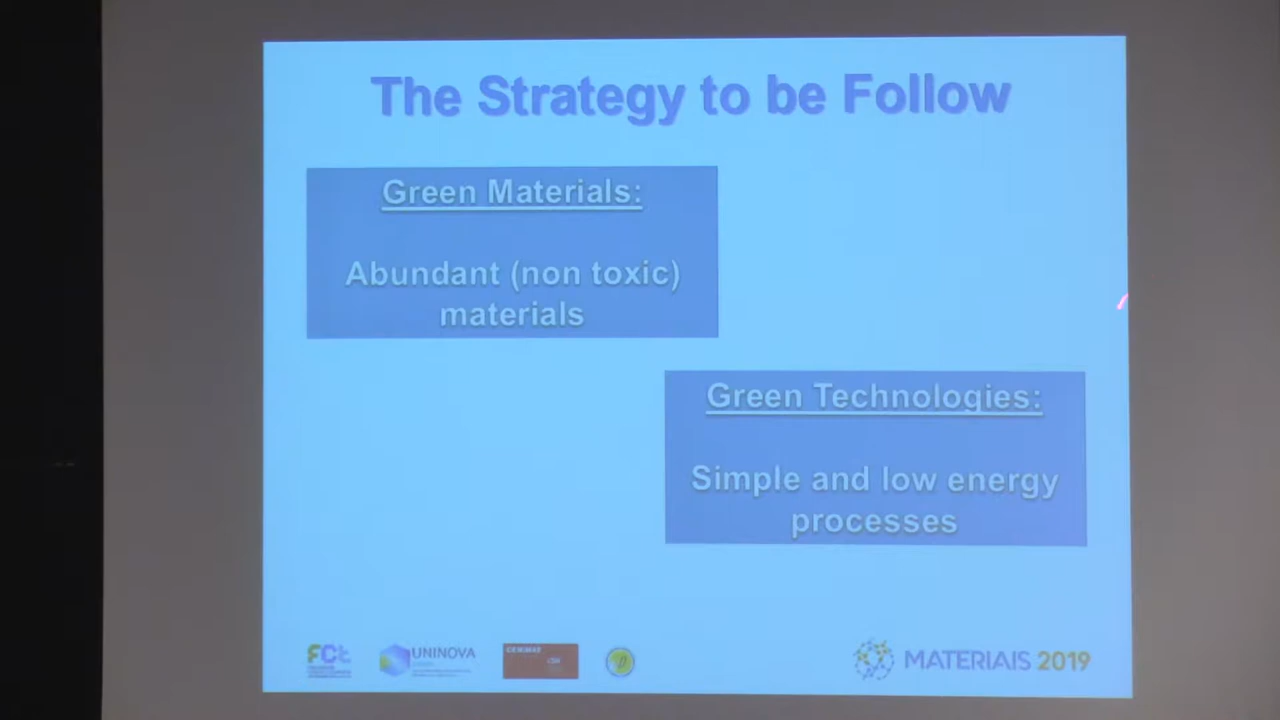 The Strategy to be Follow
Green Materials:
Abundant (non toxic)
materials
Green Technologies:
Simple and low energy
processes
FCt
UNINOVA
CENIMAT
MATERIAIS 2019